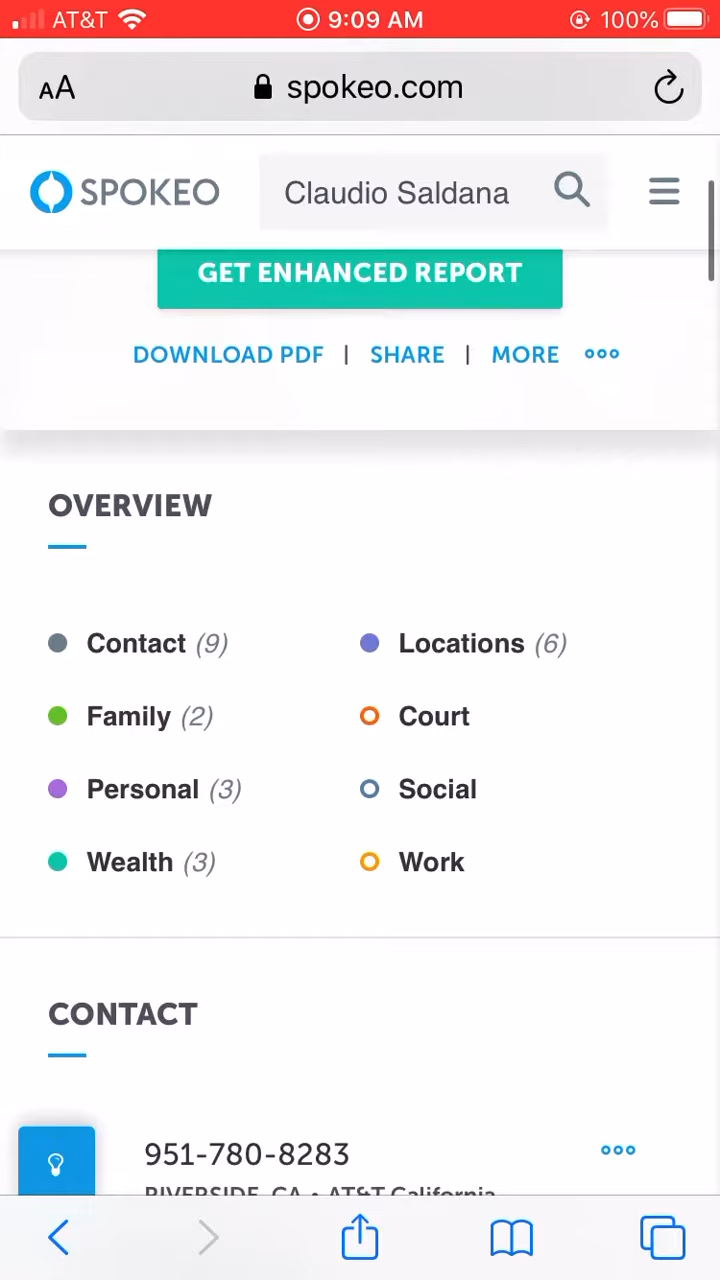 AT&T 9:09 AM 100%
AA spokeo.com
SPOKEO Claudio Saldana
GET ENHANCED REPORT
DOWNLOAD PDF | SHARE | MORE
OVERVIEW
Contact (9) Locations (6)
Family (2) Court
Personal (3) Social
Wealth (3) Work
CONTACT
951-780-8283
RIVERSIDE, CA • AT&T California